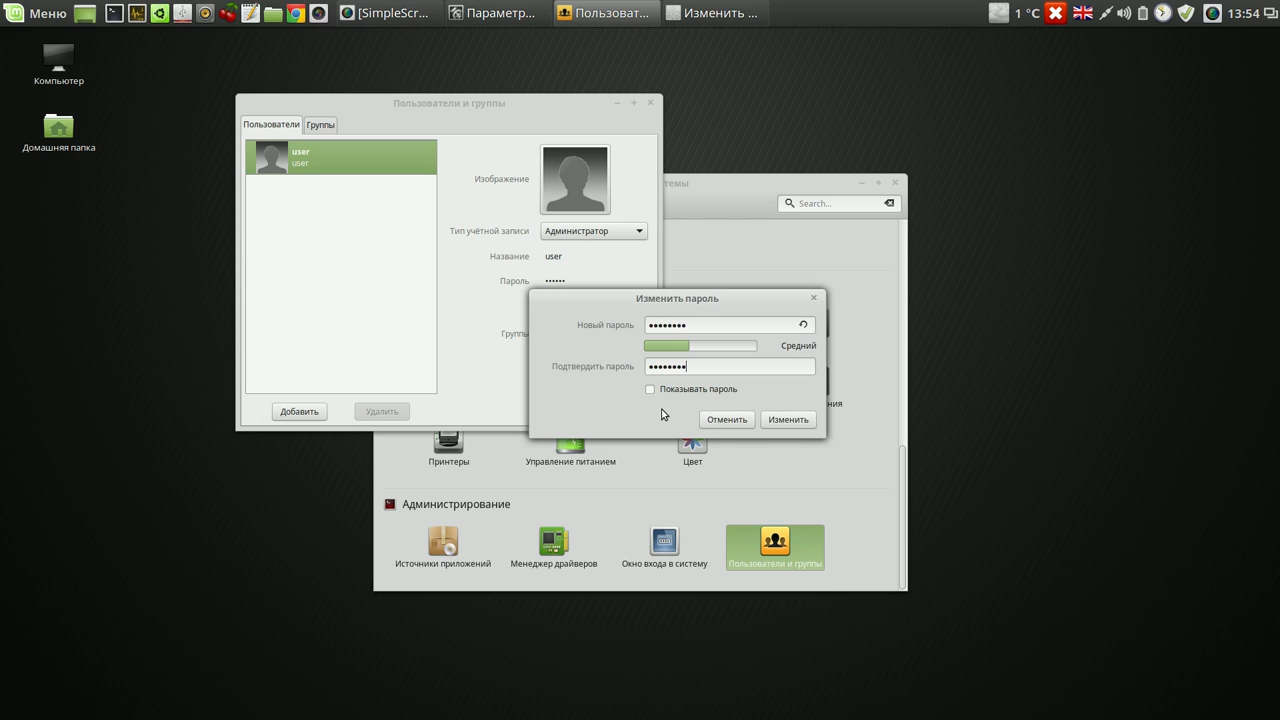 Меню
[SimpleScr...
Параметр...
Пользоват...
Изменить ...
1 °C
13:54
Компьютер
Домашняя папка
Пользователи и группы
Пользователи
Группы
user
user
Изображение
Тип учётной записи
Администратор
Название
user
Пароль
••••••
Группы
Добавить
Удалить
темы
Search...
Изменить пароль
Новый пароль
••••••••
Средний
Подтвердить пароль
••••••••
Показывать пароль
Отменить
Изменить
ния
Принтеры
Управление питанием
Цвет
Администрирование
Источники приложений
Менеджер драйверов
Окно входа в систему
Пользователи и группы